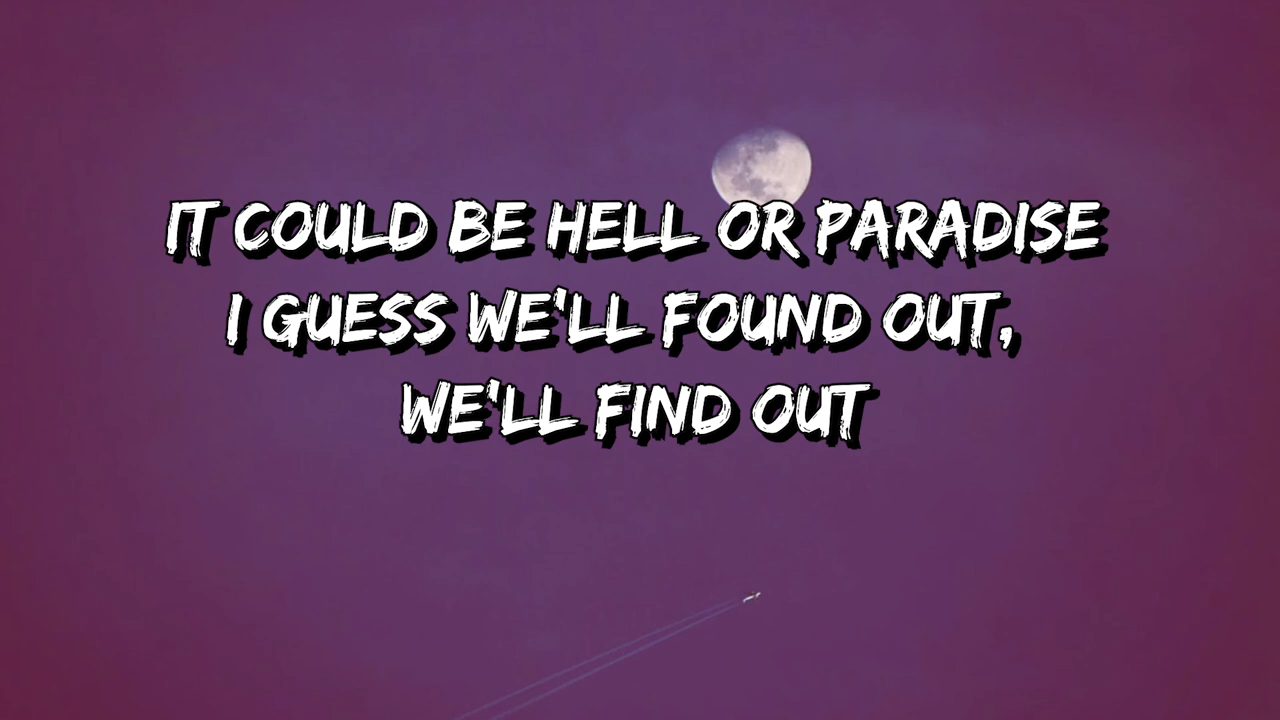 IT COULD BE HELL OR PARADISE
I GUESS WE'LL FOUND OUT,
WE'LL FIND OUT